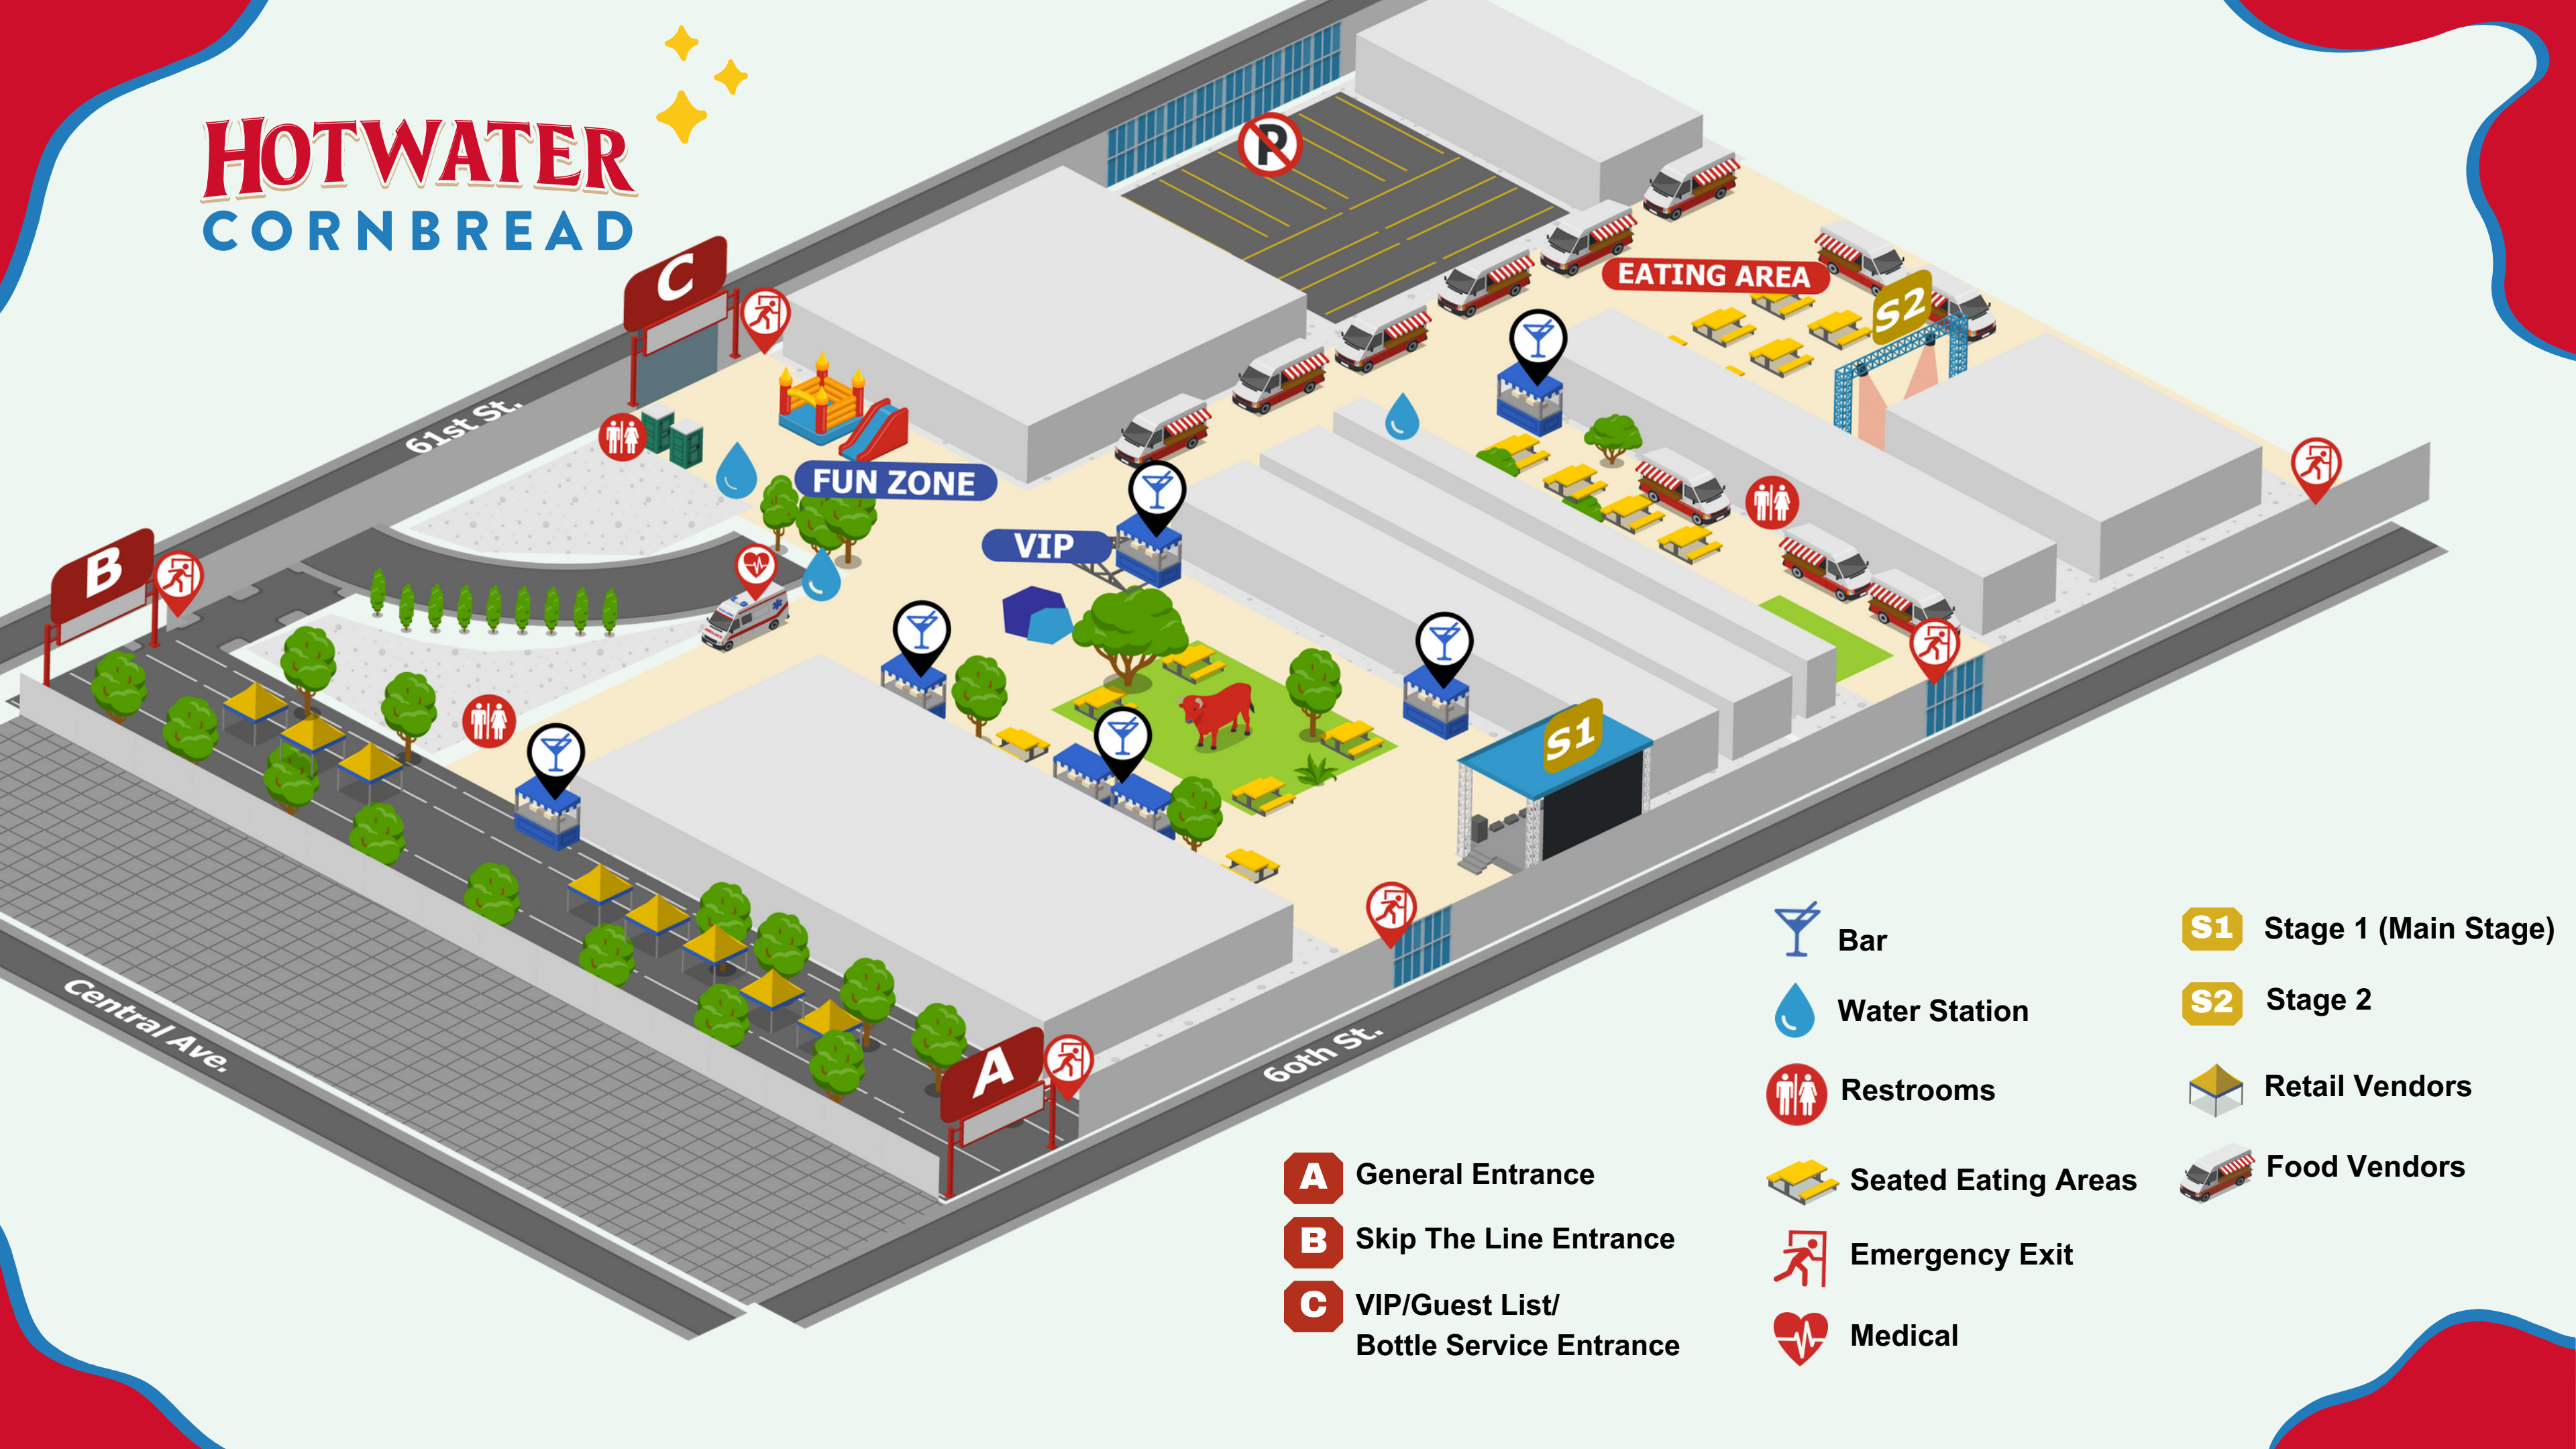 HOTWATER
CORNBREAD
P
C
EATING AREA
S2
61st St.
FUN ZONE
VIP
B
S1
A
Central Ave.
60th St.
Bar
Water Station
Restrooms
Seated Eating Areas
Emergency Exit
Medical
S1 Stage 1 (Main Stage)
S2 Stage 2
Retail Vendors
Food Vendors
A General Entrance
B Skip The Line Entrance
C VIP/Guest List/
Bottle Service Entrance